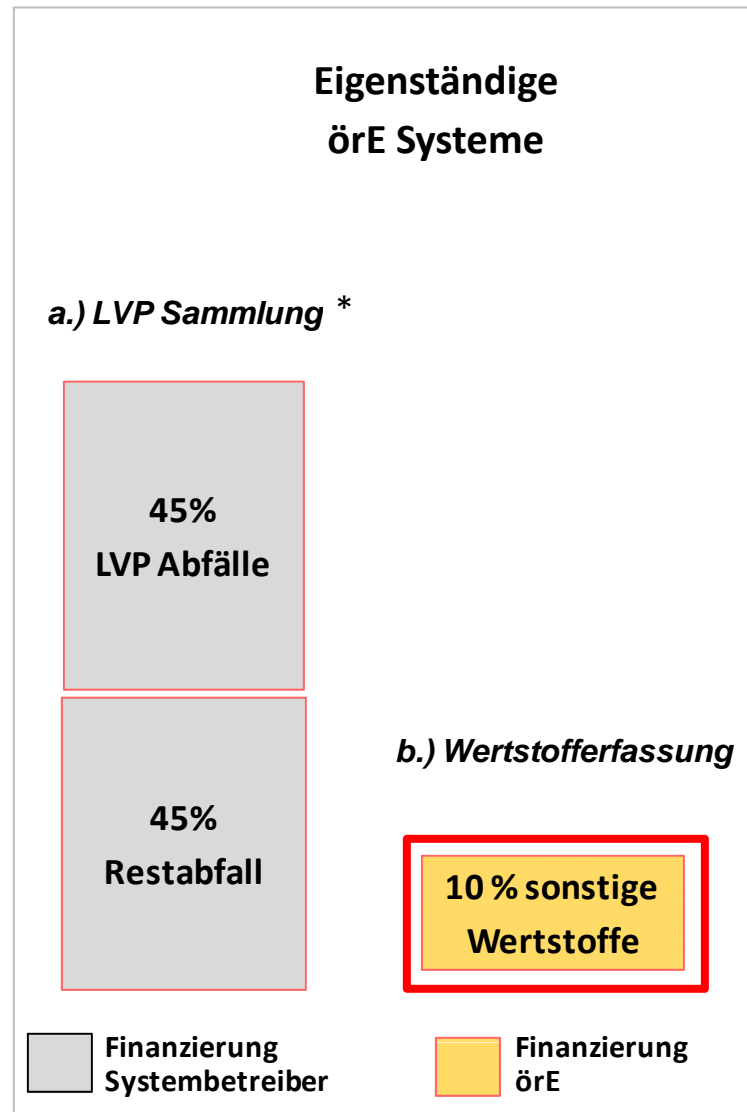 Eigenständige
örE Systeme
a.) LVP Sammlung *
45%
LVP Abfälle
45%
Restabfall
b.) Wertstofferfassung
10 % sonstige
Wertstoffe
Finanzierung
Systembetreiber
Finanzierung
örE